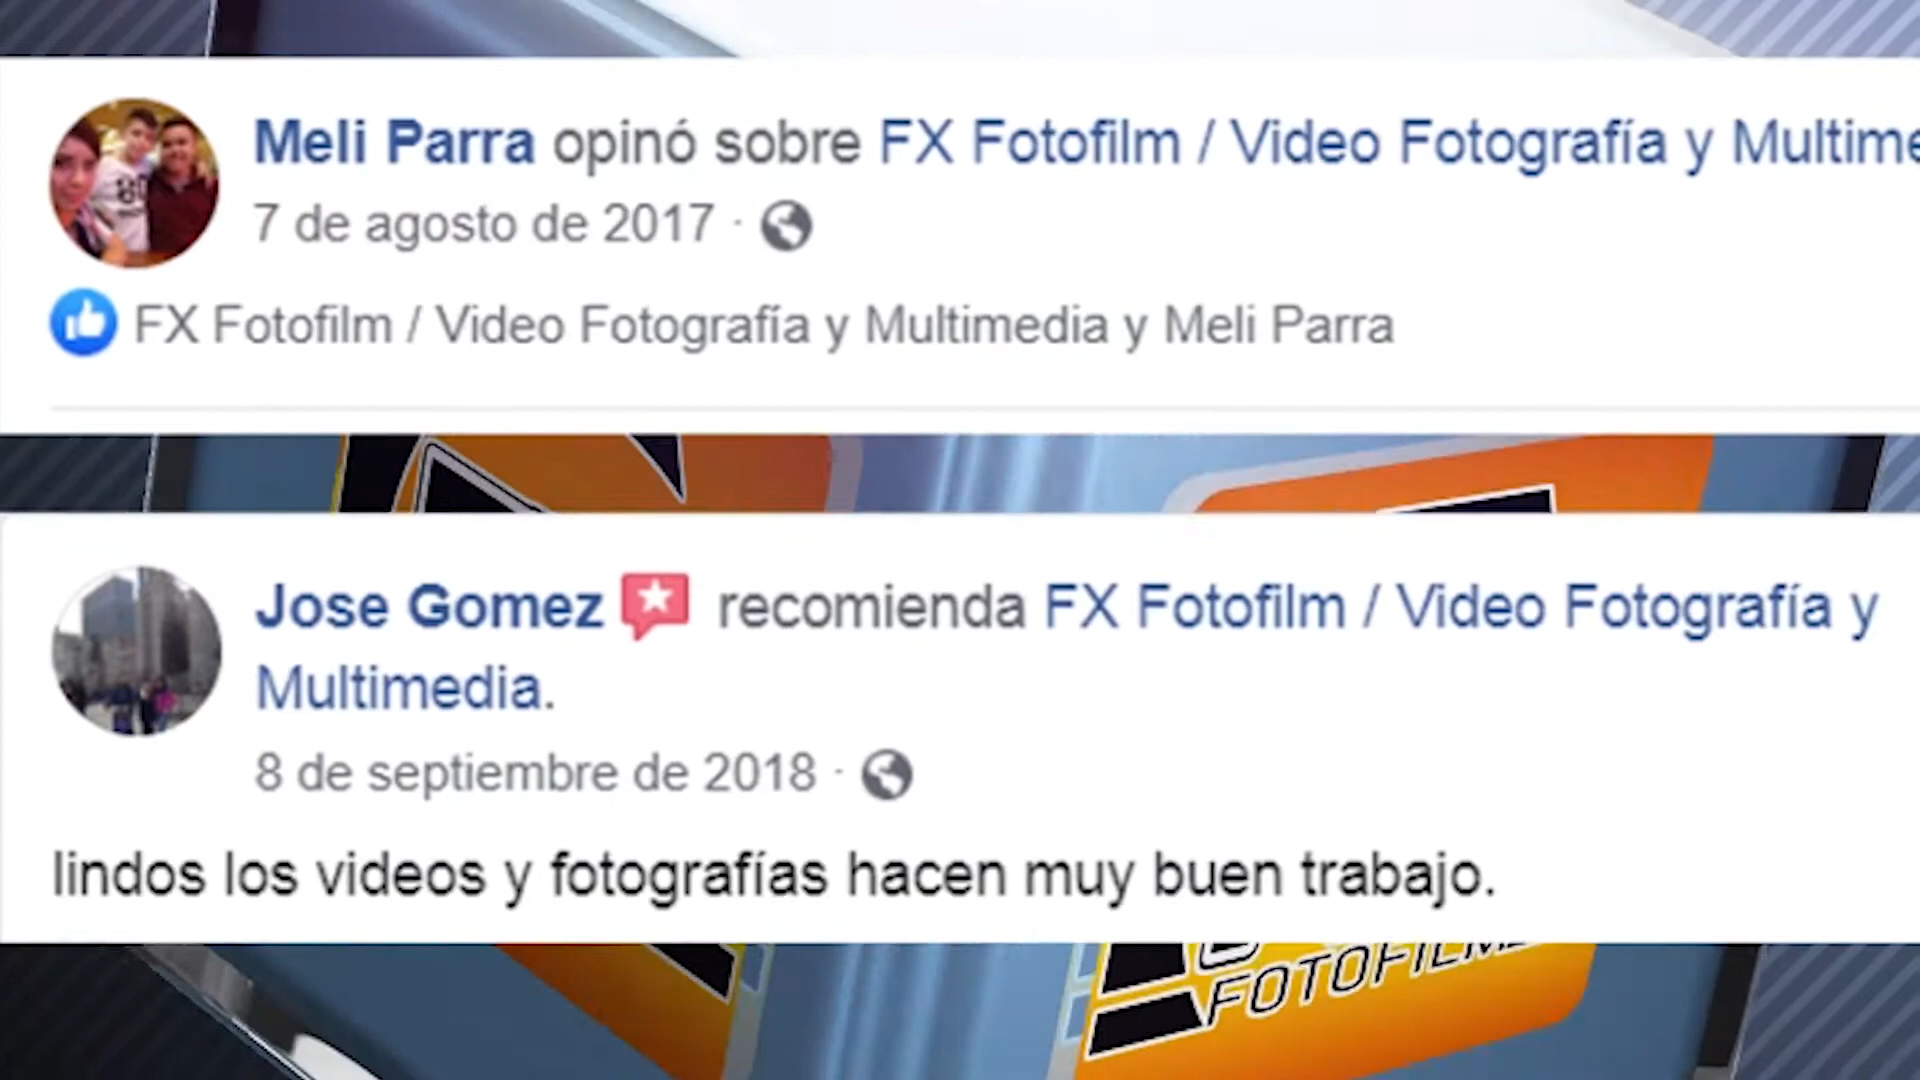 Meli Parra opinó sobre FX Fotofilm / Video Fotografía y Multime
7 de agosto de 2017 ·
FX Fotofilm / Video Fotografía y Multimedia y Meli Parra
Jose Gomez recomienda FX Fotofilm / Video Fotografía y
Multimedia.
8 de septiembre de 2018 ·
lindos los videos y fotografías hacen muy buen trabajo.
FOTOFILM